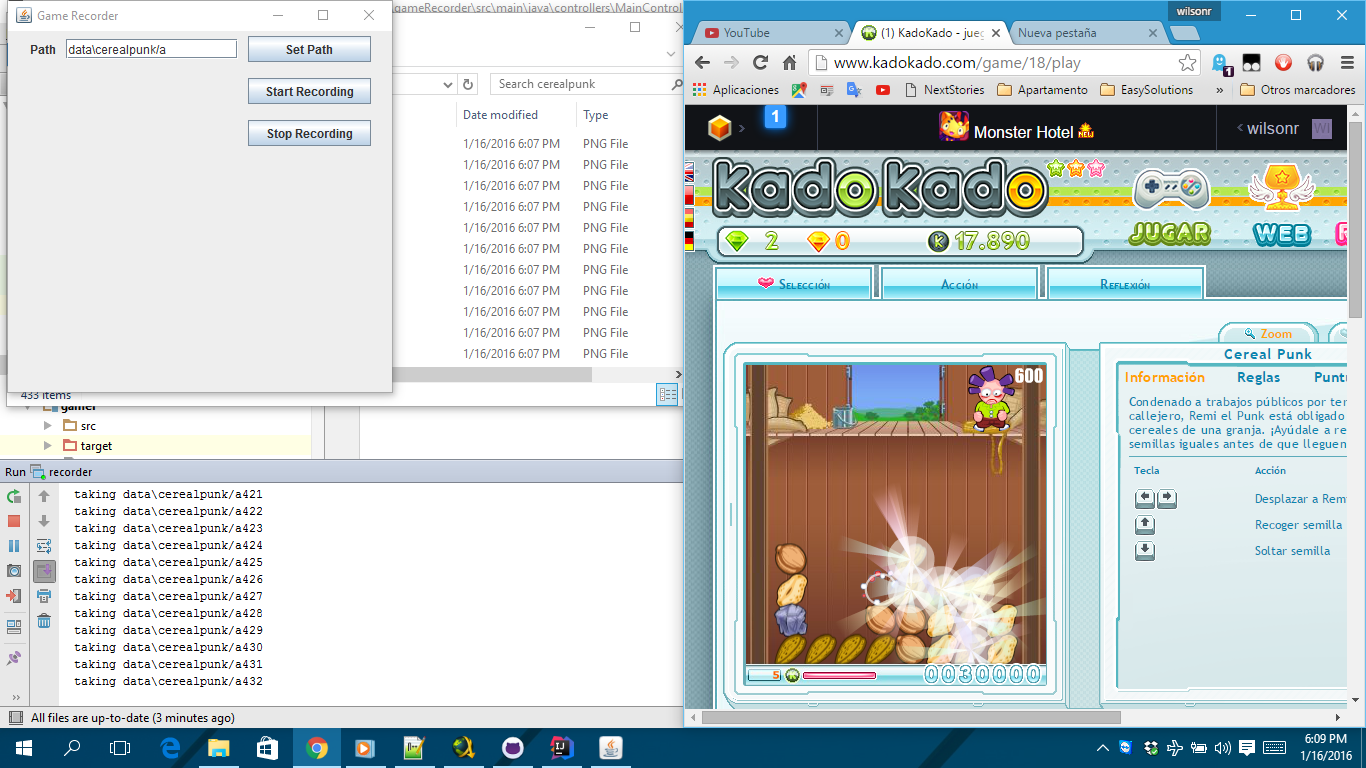 Game Recorder
Path data\cerealpunk/a Set Path
Start Recording
Stop Recording
gameRecorder\src\main\java\controllers\MainControl
Search cerealpunk
Date modified Type
1/16/2016 6:07 PM PNG File
1/16/2016 6:07 PM PNG File
1/16/2016 6:07 PM PNG File
1/16/2016 6:07 PM PNG File
1/16/2016 6:07 PM PNG File
1/16/2016 6:07 PM PNG File
1/16/2016 6:07 PM PNG File
1/16/2016 6:07 PM PNG File
1/16/2016 6:07 PM PNG File
1/16/2016 6:07 PM PNG File
1/16/2016 6:07 PM PNG File
433 items
gamer
src
target
Run recorder
taking data\cerealpunk/a421
taking data\cerealpunk/a422
taking data\cerealpunk/a423
taking data\cerealpunk/a424
taking data\cerealpunk/a425
taking data\cerealpunk/a426
taking data\cerealpunk/a427
taking data\cerealpunk/a428
taking data\cerealpunk/a429
taking data\cerealpunk/a430
taking data\cerealpunk/a431
taking data\cerealpunk/a432
All files are up-to-date (3 minutes ago)
wilsonr
YouTube (1) KadoKado - jueg Nueva pestaña
www.kadokado.com/game/18/play 1
Aplicaciones NextStories Apartamento EasySolutions » Otros marcadores
1 Monster Hotel NEW wilsonr WI
KadoKado
JUGAR WEB R
2 0 K 17.890
Selección Acción Reflexión
Zoom
Cereal Punk
Información Reglas Puntu
Condenado a trabajos públicos por ter
callejero, Remi el Punk está obligado
cereales de una granja. ¡Ayúdale a re
semillas iguales antes de que lleguen
Tecla Acción
Desplazar a Rem
Recoger semilla
Soltar semilla
600
5 0030000
6:09 PM
1/16/2016